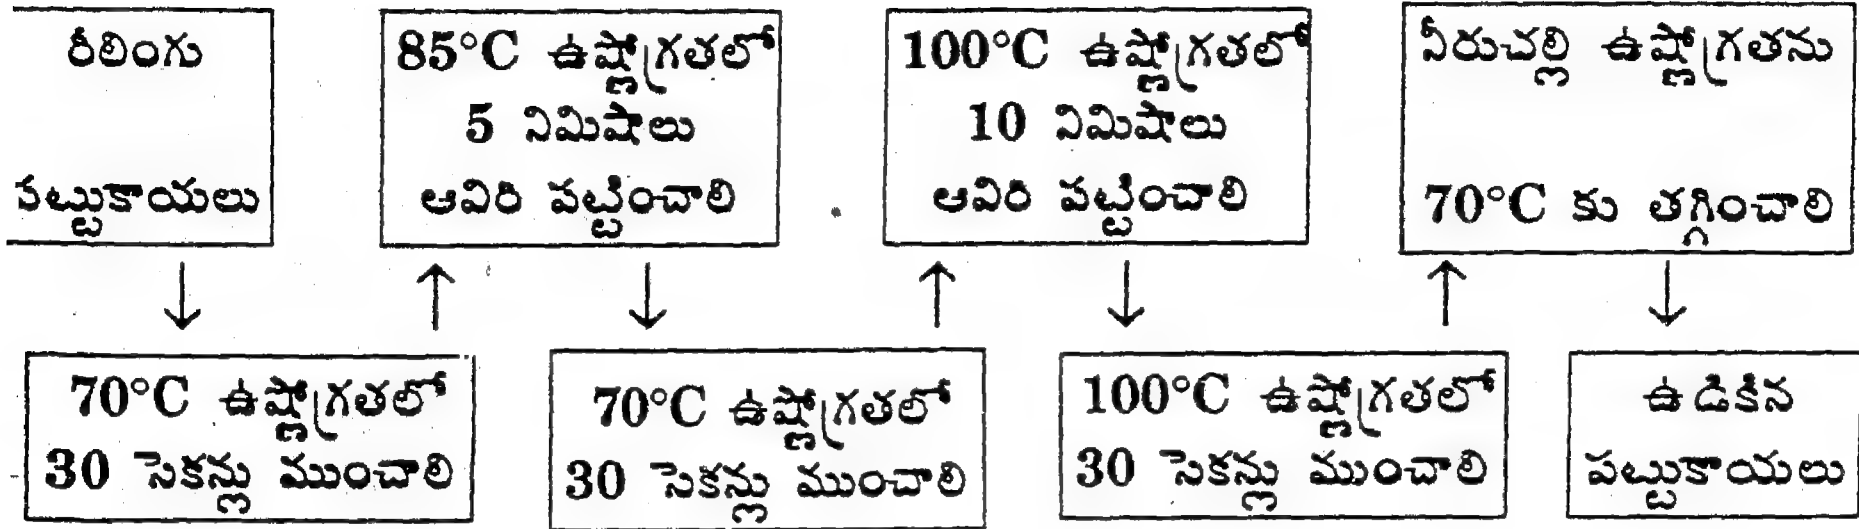 రీలింగు
పట్టుకాయలు
70°C ఉష్ణోగ్రతలో
30 సెకన్లు ముంచాలి
85°C ఉష్ణోగ్రతలో
5 నిమిషాలు
ఆవిరి పట్టించాలి
70°C ఉష్ణోగ్రతలో
30 సెకన్లు ముంచాలి
100°C ఉష్ణోగ్రతలో
10 నిమిషాలు
ఆవిరి పట్టించాలి
100°C ఉష్ణోగ్రతలో
30 సెకన్లు ముంచాలి
నీరుచల్లి ఉష్ణోగ్రతను
70°C కు తగ్గించాలి
ఉడికిన
పట్టుకాయలు